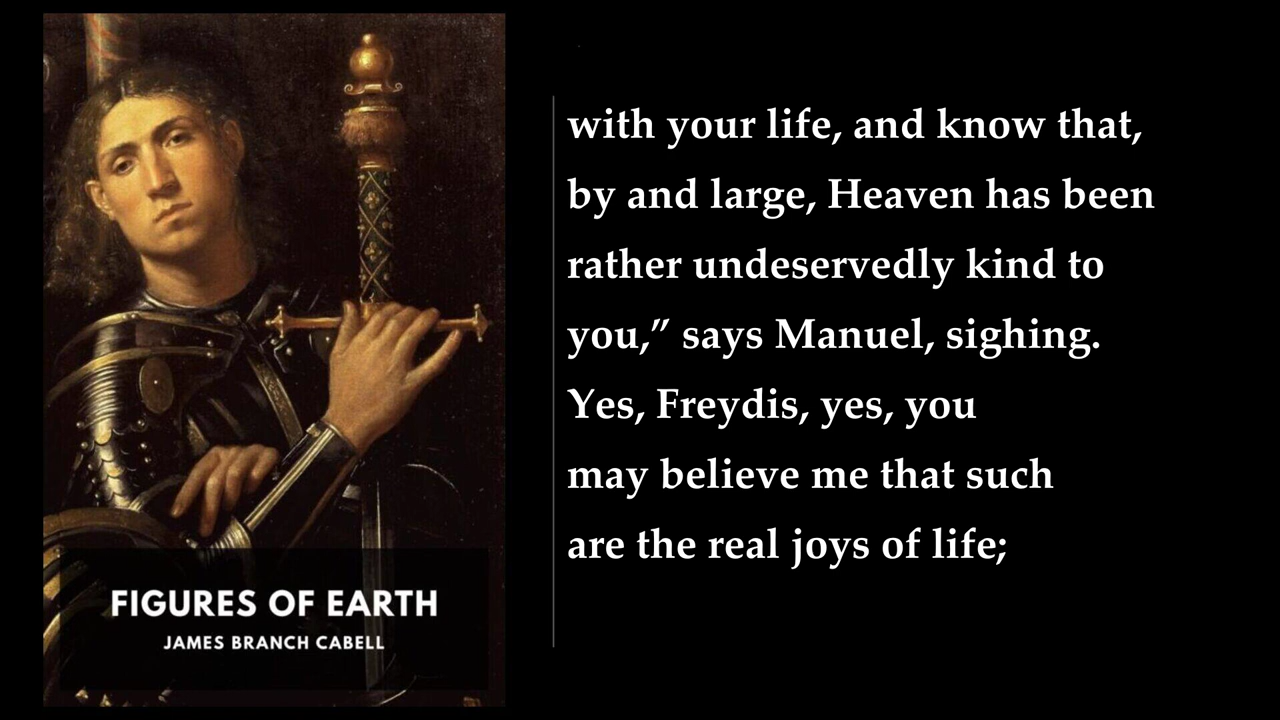 FIGURES OF EARTH
JAMES BRANCH CABELL
with your life, and know that,
by and large, Heaven has been
rather undeservedly kind to
you,” says Manuel, sighing.
Yes, Freydis, yes, you
may believe me that such
are the real joys of life;